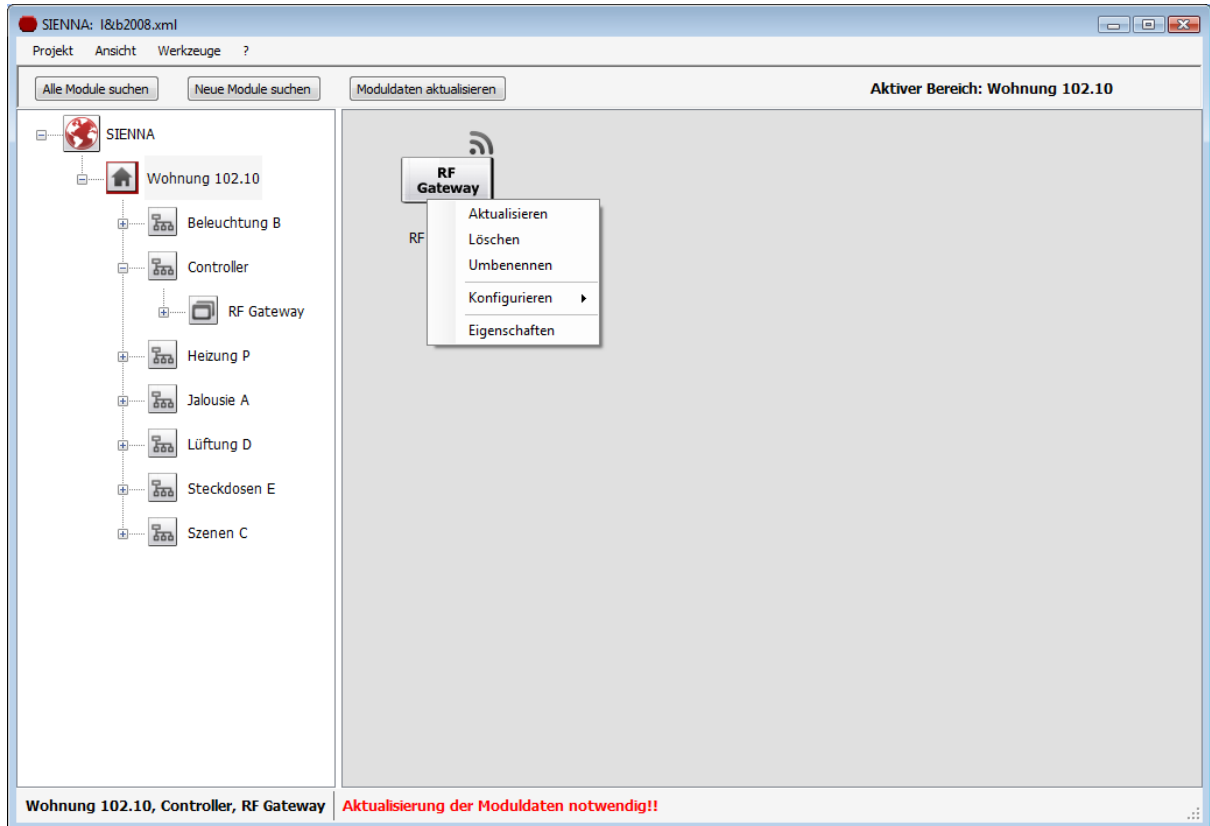 SIENNA: l&b2008.xml
Projekt Ansicht Werkzeuge ?
Alle Module suchen Neue Module suchen Moduldaten aktualisieren Aktiver Bereich: Wohnung 102.10
SIENNA
Wohnung 102.10
Beleuchtung B
Controller
RF Gateway
Heizung P
Jalousie A
Lüftung D
Steckdosen E
Szenen C
RF
Gateway
RF
Aktualisieren
Löschen
Umbenennen
Konfigurieren
Eigenschaften
Wohnung 102.10, Controller, RF Gateway Aktualisierung der Moduldaten notwendig!!